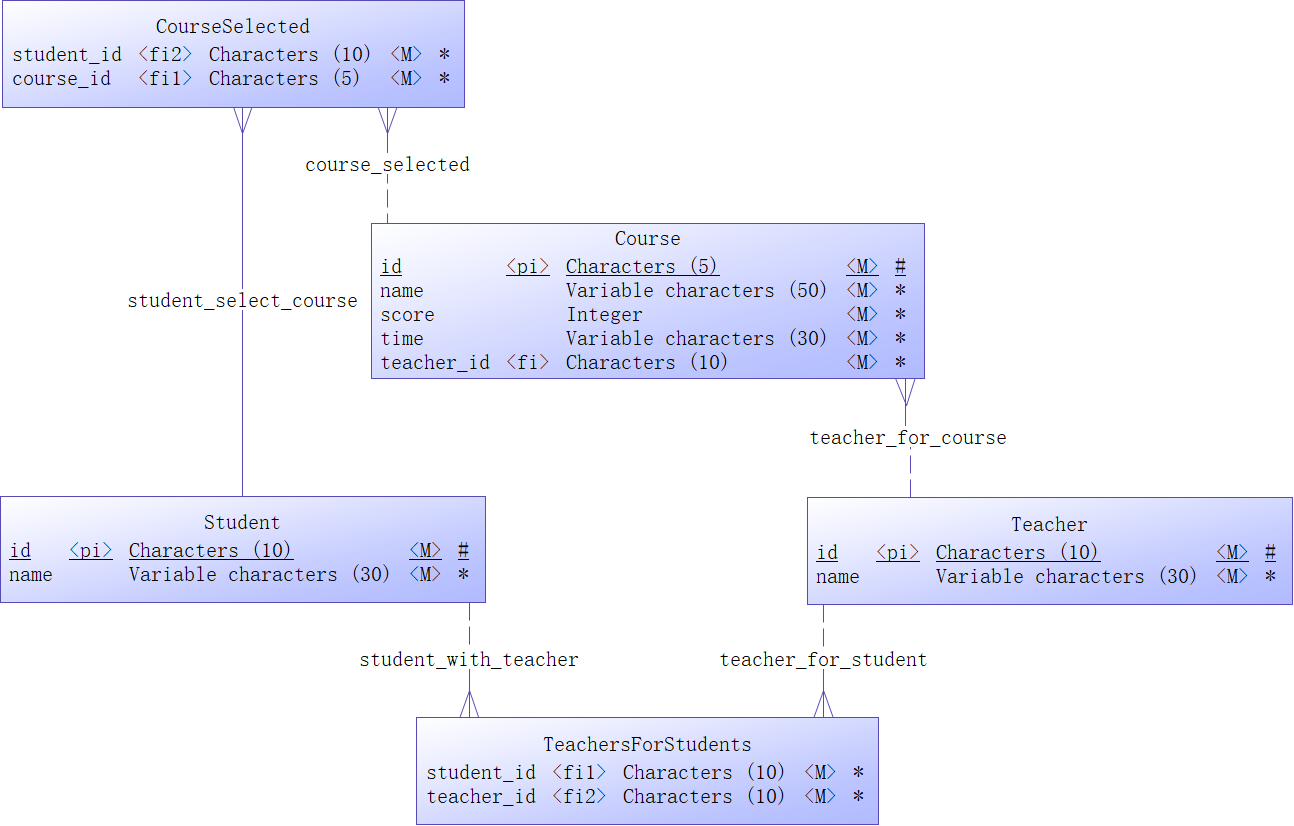 CourseSelected
student_id <fi2> Characters (10) <M> *
course_id <fi1> Characters (5) <M> *
course_selected
Course
id <pi> Characters (5) <M> #
name Variable characters (50) <M> *
score Integer <M> *
time Variable characters (30) <M> *
teacher_id <fi> Characters (10) <M> *
student_select_course
teacher_for_course
Student
id <pi> Characters (10) <M> #
name Variable characters (30) <M> *
Teacher
id <pi> Characters (10) <M> #
name Variable characters (30) <M> *
student_with_teacher
teacher_for_student
TeachersForStudents
student_id <fi1> Characters (10) <M> *
teacher_id <fi2> Characters (10) <M> *